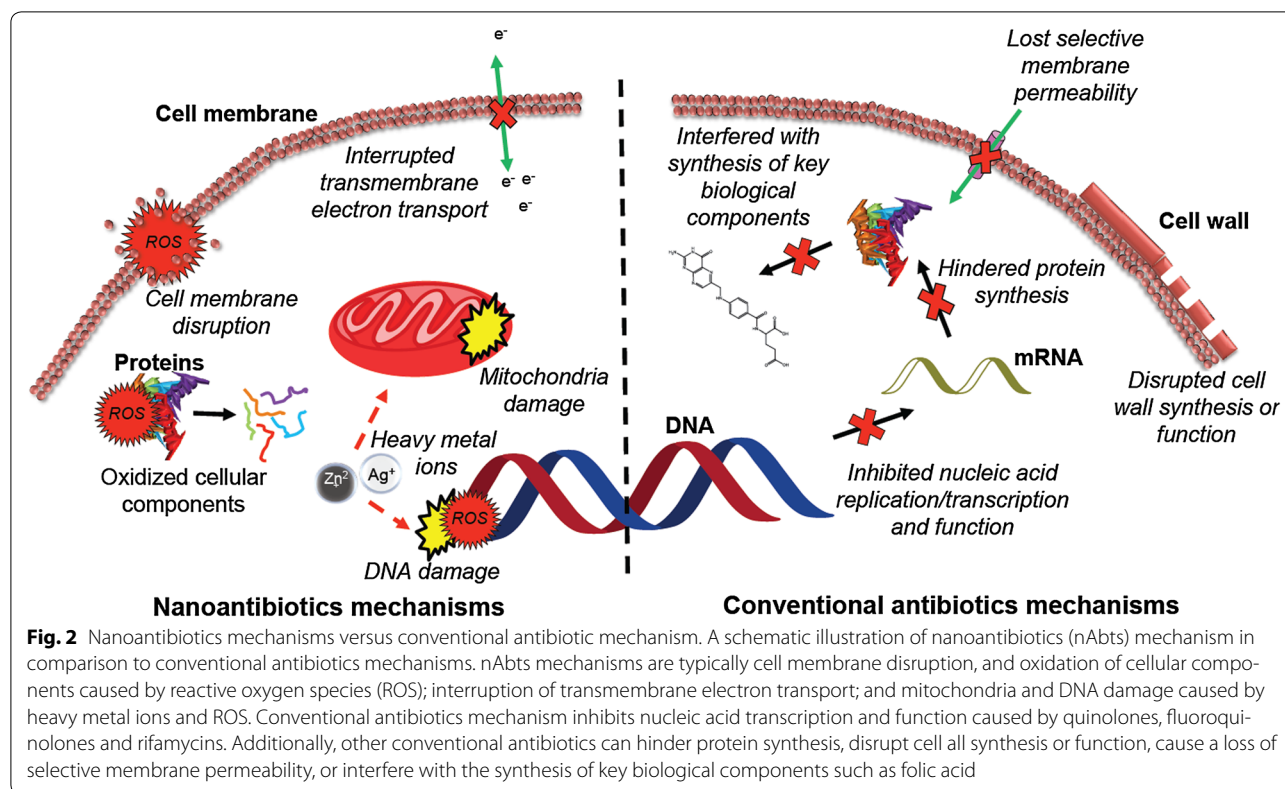 e-
Cell membrane
Interrupted
transmembrane
electron transport
e- e-
e-
ROS
Cell membrane
disruption
Proteins
ROS
Oxidized cellular
components
Mitochondria
damage
Heavy metal
ions
Zn2+
Ag+
ROS
DNA damage
DNA
Nanoantibiotics mechanisms
Lost selective
membrane
permeability
Interfered with
synthesis of key
biological
components
Cell wall
Hindered protein
synthesis
H2N
N
N
N
N
HN
O
NH
HN
O
O
OH
O
OH
mRNA
Disrupted cell
wall synthesis or
function
Inhibited nucleic acid
replication/transcription
and function
Conventional antibiotics mechanisms
Fig. 2 Nanoantibiotics mechanisms versus conventional antibiotic mechanism. A schematic illustration of nanoantibiotics (nAbts) mechanism in
comparison to conventional antibiotics mechanisms. nAbts mechanisms are typically cell membrane disruption, and oxidation of cellular compo-
nents caused by reactive oxygen species (ROS); interruption of transmembrane electron transport; and mitochondria and DNA damage caused by
heavy metal ions and ROS. Conventional antibiotics mechanism inhibits nucleic acid transcription and function caused by quinolones, fluoroqui-
nolones and rifamycins. Additionally, other conventional antibiotics can hinder protein synthesis, disrupt cell all synthesis or function, cause a loss of
selective membrane permeability, or interfere with the synthesis of key biological components such as folic acid